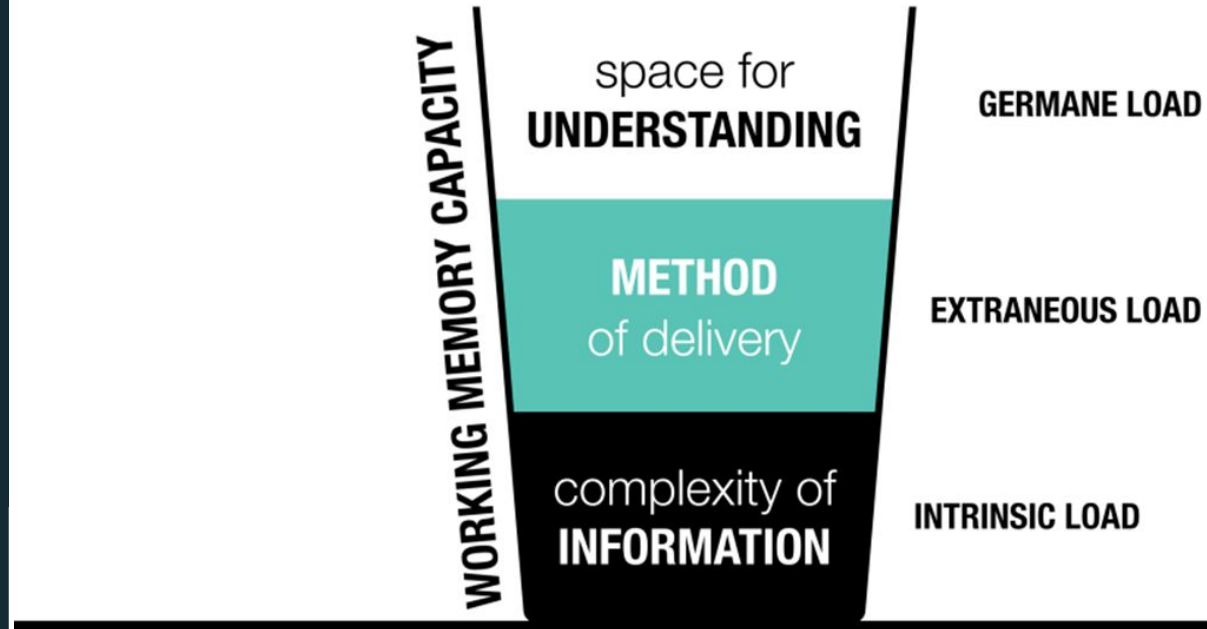 WORKING MEMORY CAPACITY
space for
UNDERSTANDING
GERMANE LOAD
METHOD
of delivery
EXTRANEOUS LOAD
complexity of
INFORMATION
INTRINSIC LOAD